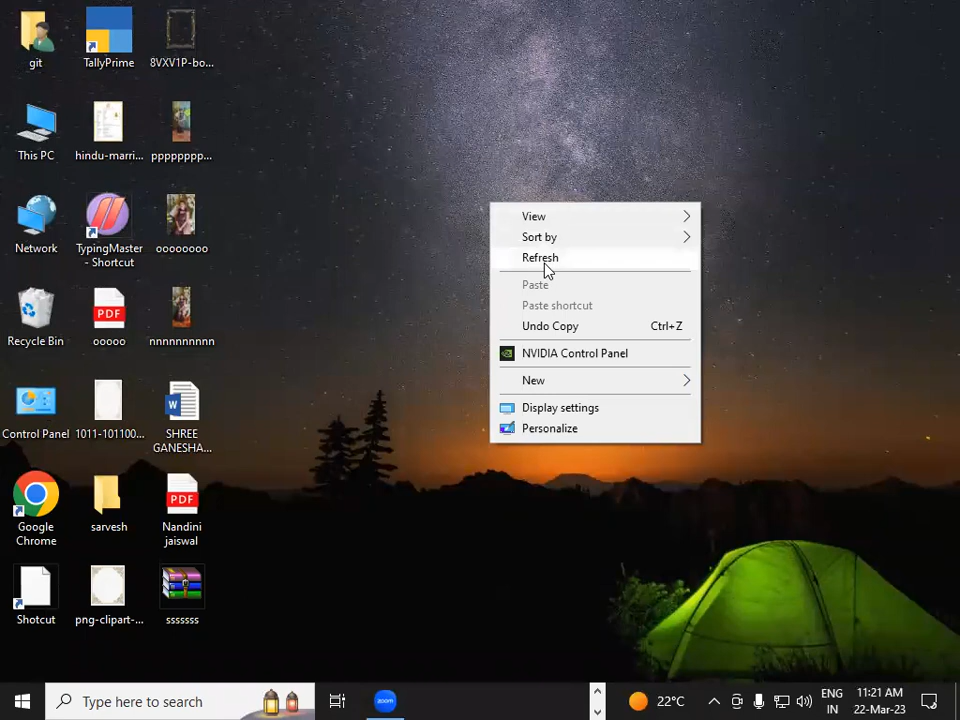 git
TallyPrime
8VXV1P-bo...
This PC
hindu-marri...
pppppppp...
Network
TypingMaster
- Shortcut
oooooooo
Recycle Bin
PDF
ooooo
nnnnnnnnnn
Control Panel
1011-101100...
W
SHREE
GANESHA...
Google
Chrome
sarvesh
PDF
Nandini
jaiswal
Shotcut
png-clipart-...
sssssss
View
Sort by
Refresh
Paste
Paste shortcut
Undo Copy Ctrl+Z
NVIDIA Control Panel
New
Display settings
Personalize
Type here to search
zoom
22°C
ENG
IN
11:21 AM
22-Mar-23